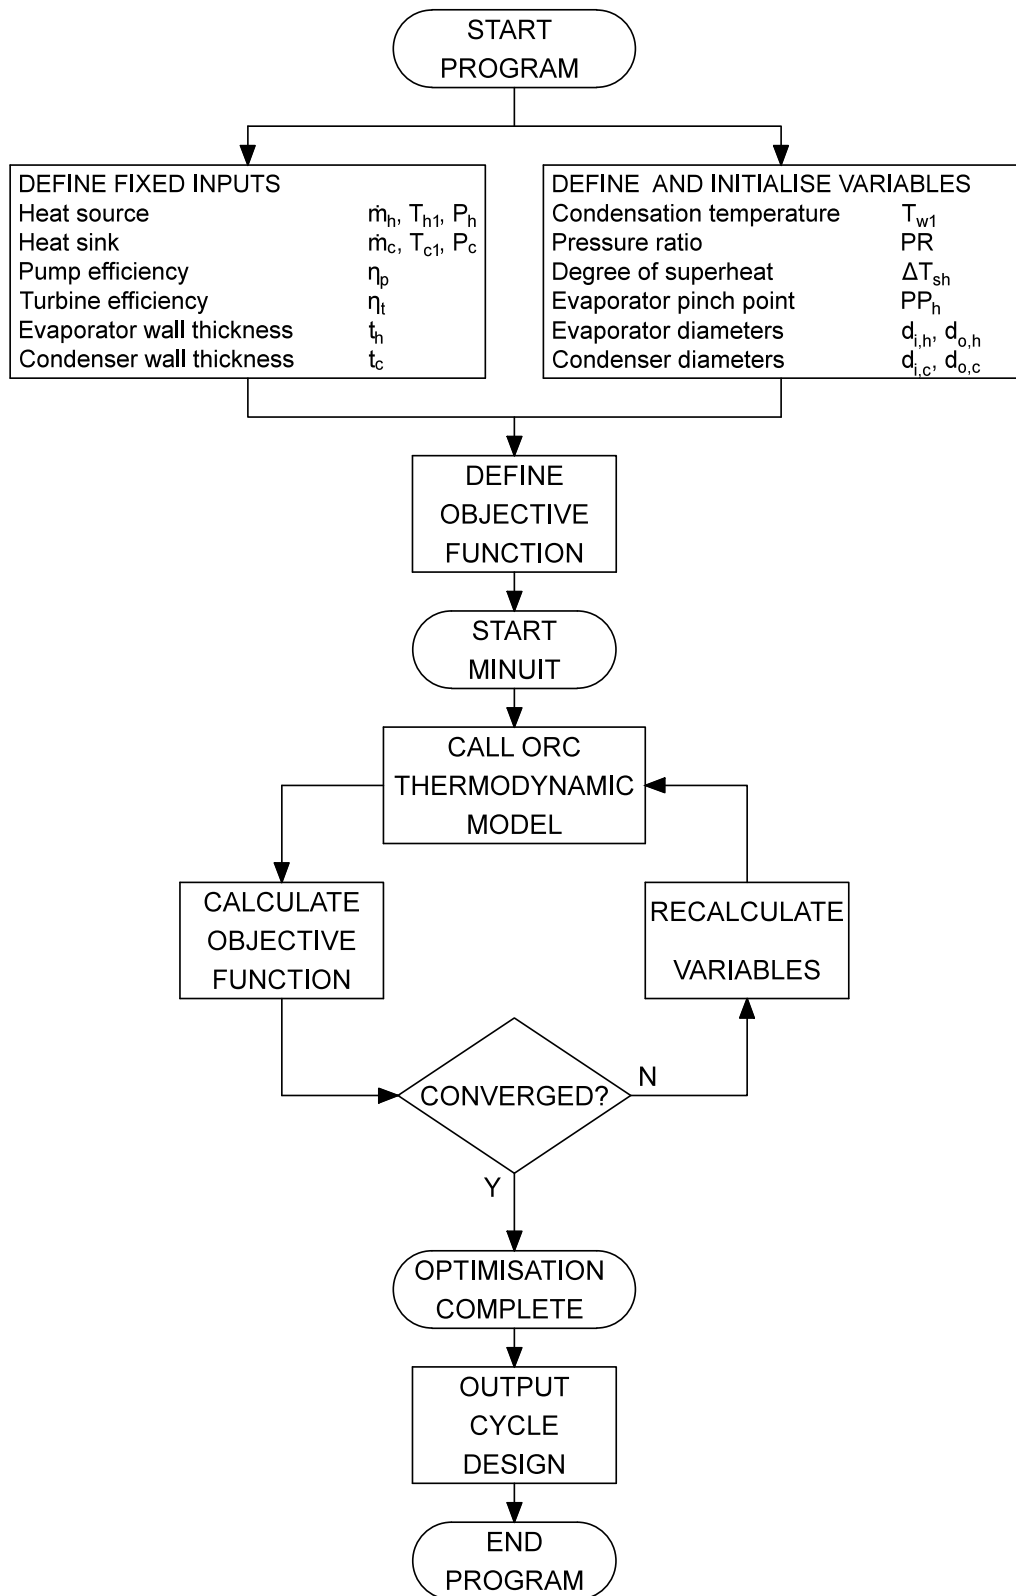 START
PROGRAM
DEFINE FIXED INPUTS
Heat source ṁh, Th1, Ph
Heat sink ṁc, Tc1, Pc
Pump efficiency ηp
Turbine efficiency ηt
Evaporator wall thickness th
Condenser wall thickness tc
DEFINE AND INITIALISE VARIABLES
Condensation temperature Tw1
Pressure ratio PR
Degree of superheat ΔTsh
Evaporator pinch point PPh
Evaporator diameters di,h, do,h
Condenser diameters di,c, do,c
DEFINE
OBJECTIVE
FUNCTION
START
MINUIT
CALL ORC
THERMODYNAMIC
MODEL
CALCULATE
OBJECTIVE
FUNCTION
RECALCULATE
VARIABLES
CONVERGED?
N
Y
OPTIMISATION
COMPLETE
OUTPUT
CYCLE
DESIGN
END
PROGRAM